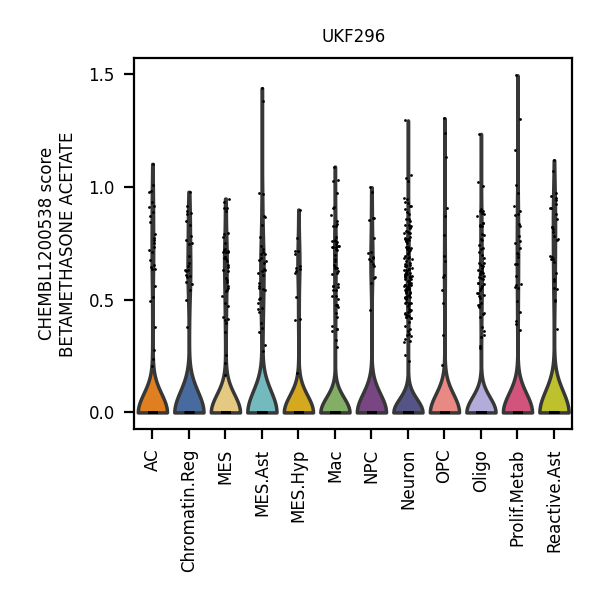 UKF296
CHEMBL1200538 score
BETAMETHASONE ACETATE
1.5
1.0
0.5
0.0
AC
Chromatin.Reg
MES
MES.Ast
MES.Hyp
Mac
NPC
Neuron
OPC
Oligo
Prolif.Metab
Reactive.Ast